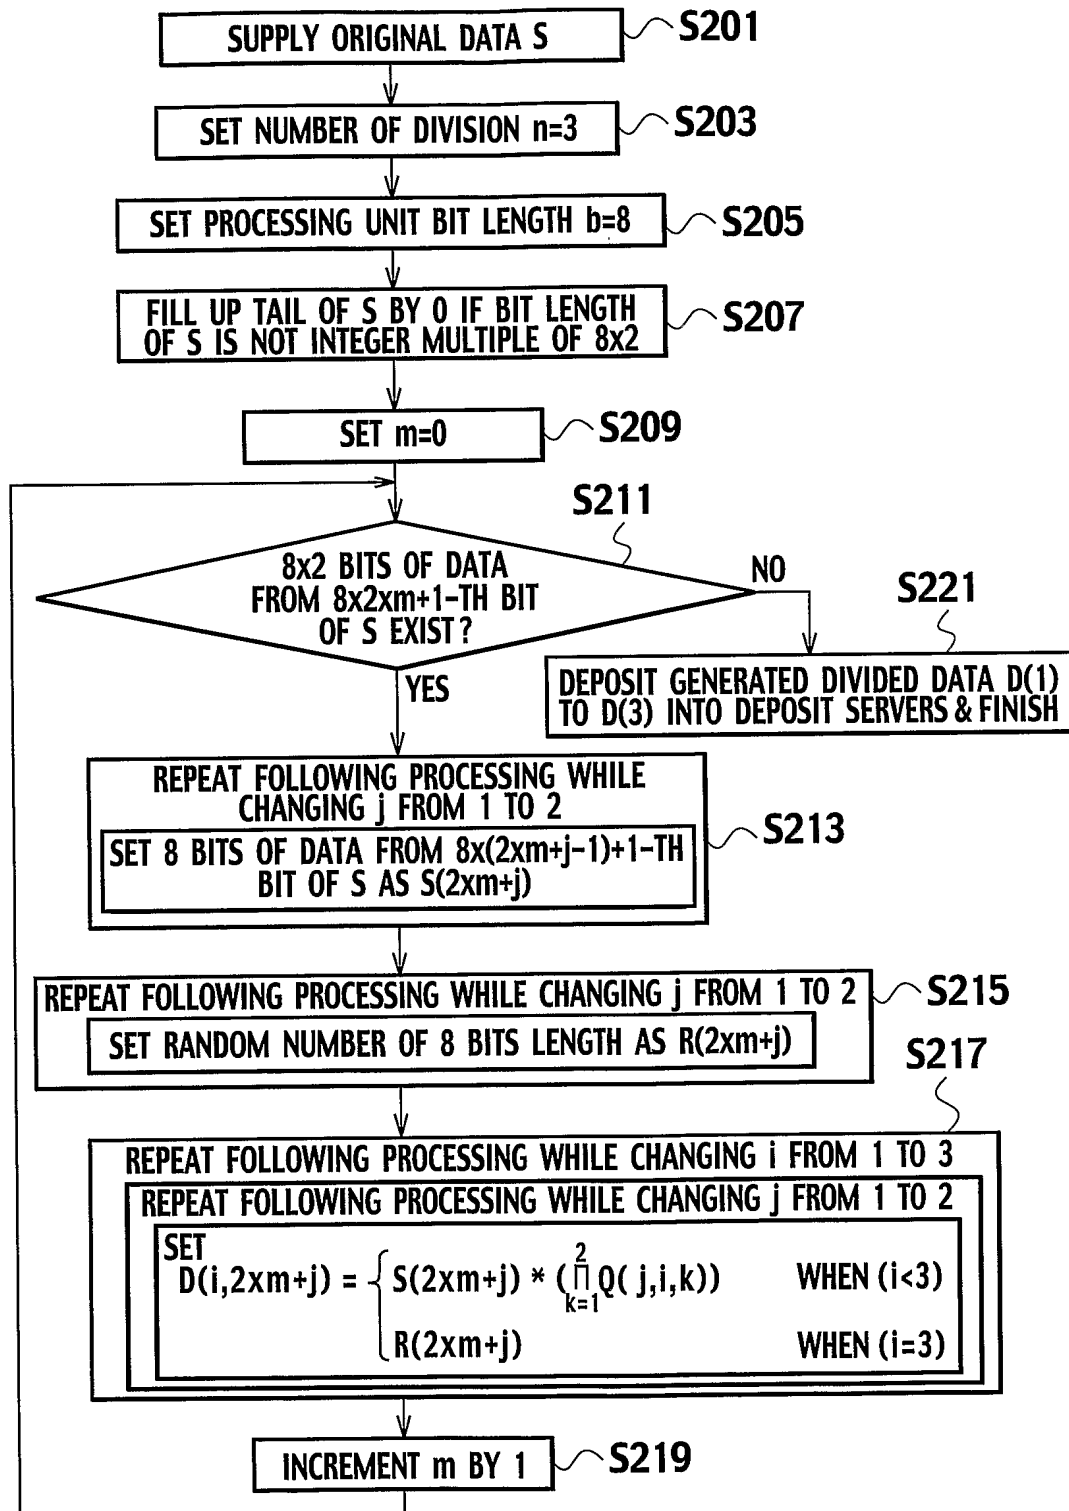 SUPPLY ORIGINAL DATA S
S201
SET NUMBER OF DIVISION n=3
S203
SET PROCESSING UNIT BIT LENGTH b=8
S205
FILL UP TAIL OF S BY 0 IF BIT LENGTH
OF S IS NOT INTEGER MULTIPLE OF 8x2
S207
SET m=0
S209
S211
8x2 BITS OF DATA
FROM 8x2xm+1-TH BIT
OF S EXIST?
NO
YES
S221
DEPOSIT GENERATED DIVIDED DATA D(1)
TO D(3) INTO DEPOSIT SERVERS & FINISH
REPEAT FOLLOWING PROCESSING WHILE
CHANGING j FROM 1 TO 2
S213
SET 8 BITS OF DATA FROM 8x(2xm+j-1)+1-TH
BIT OF S AS S(2xm+j)
REPEAT FOLLOWING PROCESSING WHILE CHANGING j FROM 1 TO 2
S215
SET RANDOM NUMBER OF 8 BITS LENGTH AS R(2xm+j)
S217
REPEAT FOLLOWING PROCESSING WHILE CHANGING i FROM 1 TO 3
REPEAT FOLLOWING PROCESSING WHILE CHANGING j FROM 1 TO 2
SET
D(i,2xm+j) = { S(2xm+j) * (∏_{k=1}^{2} Q(j,i,k)) WHEN (i<3)
R(2xm+j) WHEN (i=3)
INCREMENT m BY 1
S219